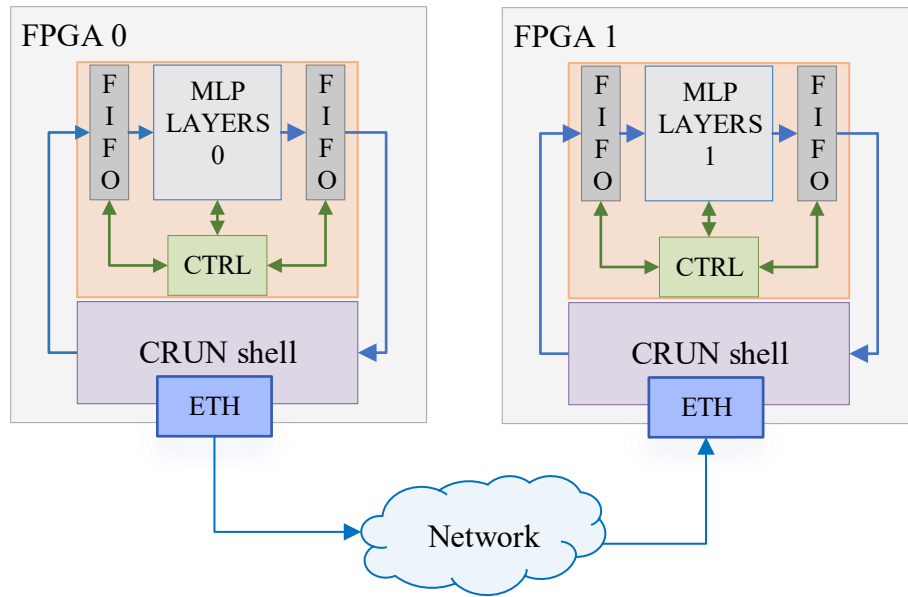 FPGA 0
F
I
F
O
MLP
LAYERS
0
F
I
F
O
CTRL
CRUN shell
ETH
FPGA 1
F
I
F
O
MLP
LAYERS
1
F
I
F
O
CTRL
CRUN shell
ETH
Network